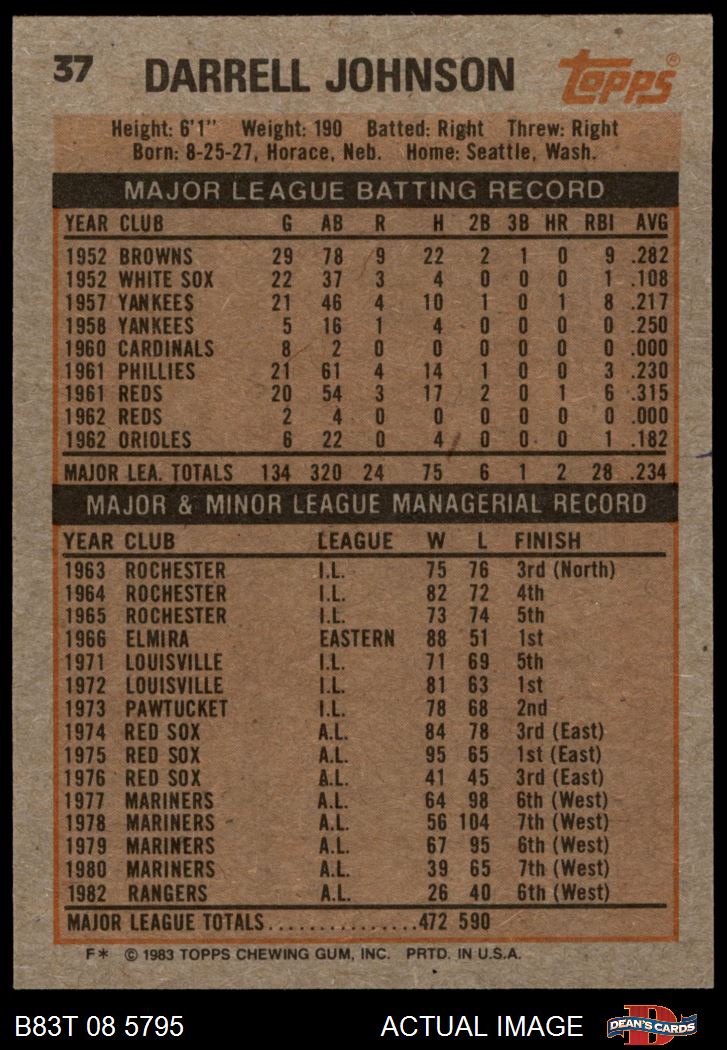 37 DARRELL JOHNSON Topps®
Height: 6'1" Weight: 190 Batted: Right Threw: Right
Born: 8-25-27, Horace, Neb. Home: Seattle, Wash.
MAJOR LEAGUE BATTING RECORD
YEAR CLUB G AB R H 2B 3B HR RBI AVG
1952 BROWNS 29 78 9 22 2 1 0 9 .282
1952 WHITE SOX 22 37 3 4 0 0 0 1 .108
1957 YANKEES 21 46 4 10 1 0 1 8 .217
1958 YANKEES 5 16 1 4 0 0 0 0 .250
1960 CARDINALS 8 2 0 0 0 0 0 0 .000
1961 PHILLIES 21 61 4 14 1 0 0 3 .230
1961 REDS 20 54 3 17 2 0 1 6 .315
1962 REDS 2 4 0 0 0 0 0 0 .000
1962 ORIOLES 6 22 0 4 0 0 0 1 .182
MAJOR LEA. TOTALS 134 320 24 75 6 1 2 28 .234
MAJOR & MINOR LEAGUE MANAGERIAL RECORD
YEAR CLUB LEAGUE W L FINISH
1963 ROCHESTER I.L. 75 76 3rd (North)
1964 ROCHESTER I.L. 82 72 4th
1965 ROCHESTER I.L. 73 74 5th
1966 ELMIRA EASTERN 88 51 1st
1971 LOUISVILLE I.L. 71 69 5th
1972 LOUISVILLE I.L. 81 63 1st
1973 PAWTUCKET I.L. 78 68 2nd
1974 RED SOX A.L. 84 78 3rd (East)
1975 RED SOX A.L. 95 65 1st (East)
1976 RED SOX A.L. 41 45 3rd (East)
1977 MARINERS A.L. 64 98 6th (West)
1978 MARINERS A.L. 56 104 7th (West)
1979 MARINERS A.L. 67 95 6th (West)
1980 MARINERS A.L. 39 65 7th (West)
1982 RANGERS A.L. 26 40 6th (West)
MAJOR LEAGUE TOTALS...............472 590
F* © 1983 TOPPS CHEWING GUM, INC. PRTD. IN U.S.A.
B83T 08 5795 ACTUAL IMAGE D DEAN'S CARDS